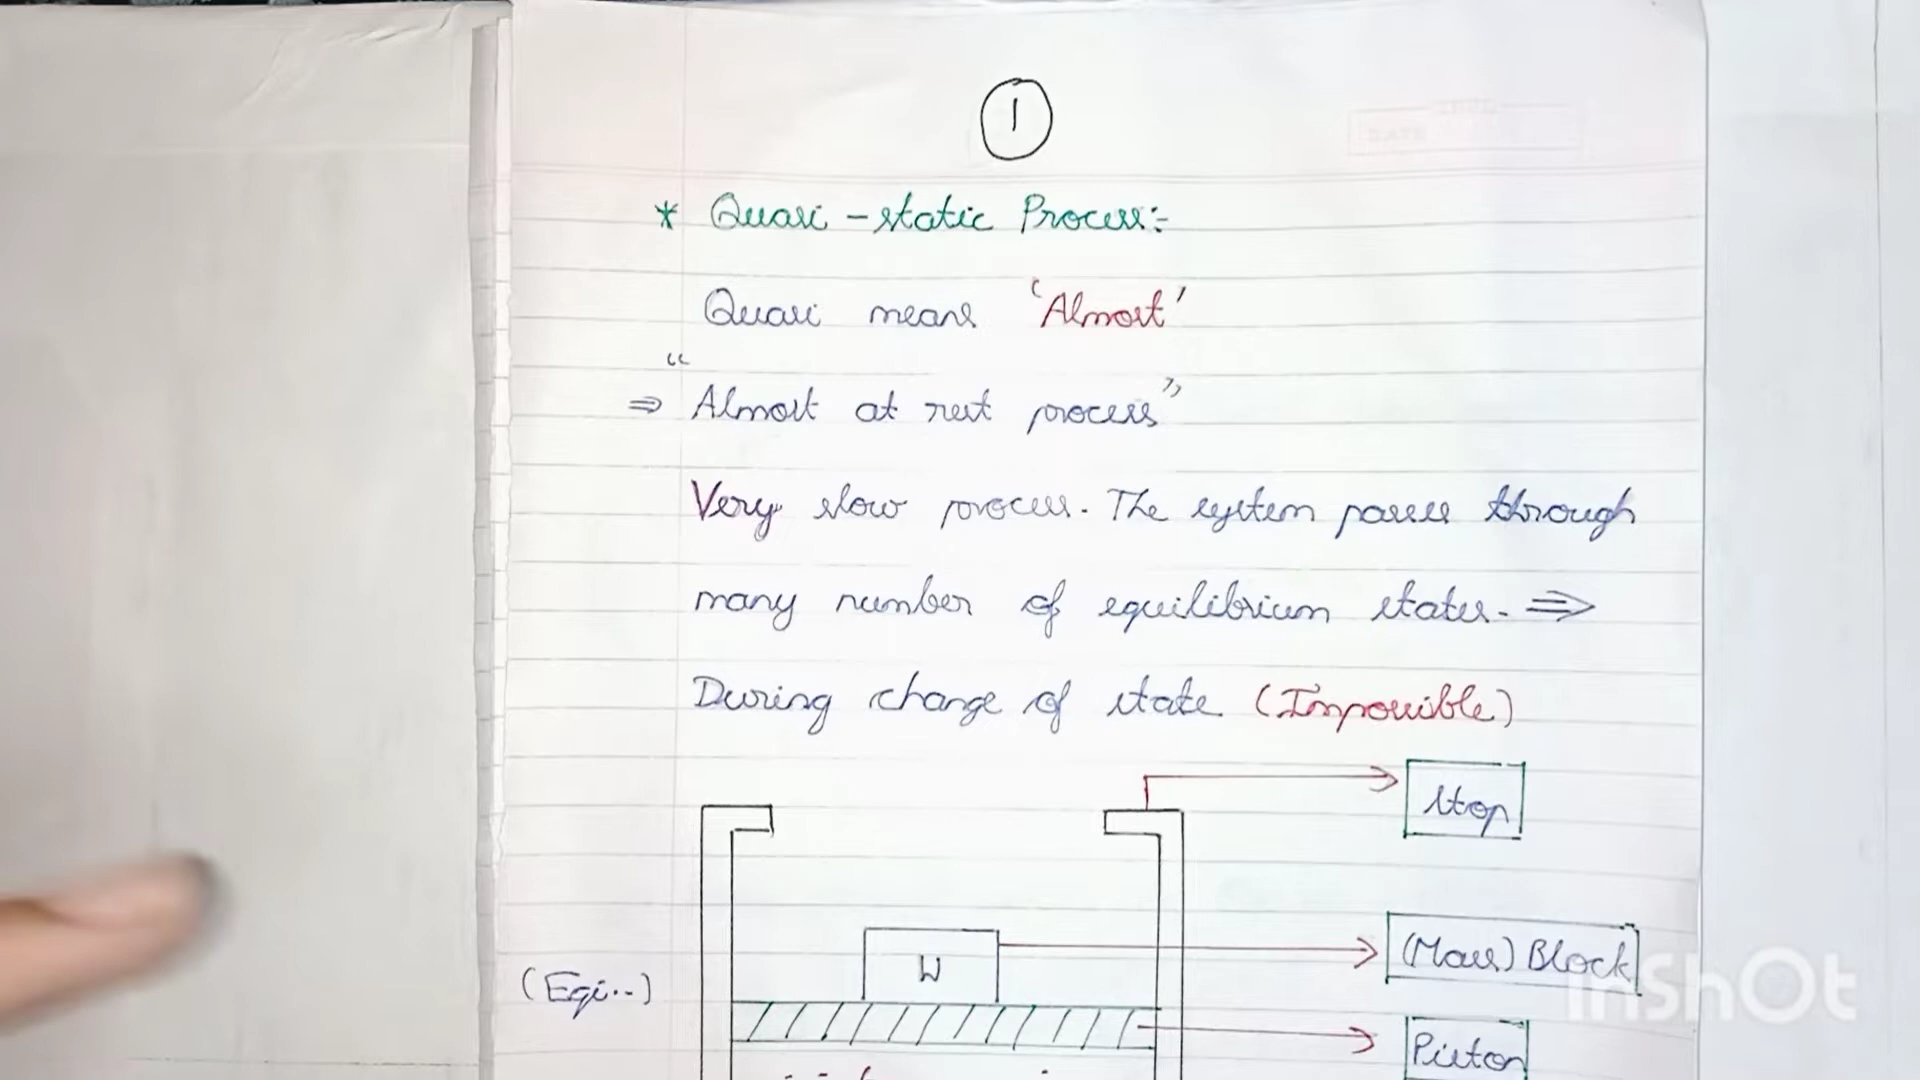 1
* Quasi-static Process:-
Quasi means 'Almost'
⇒ "Almost at rest process"
Very slow process. The system passes through
many number of equilibrium states. ⇒
During change of state (Impossible)
Stop
W
(Mass) Block
(Eqi..)
Piston
InShOt